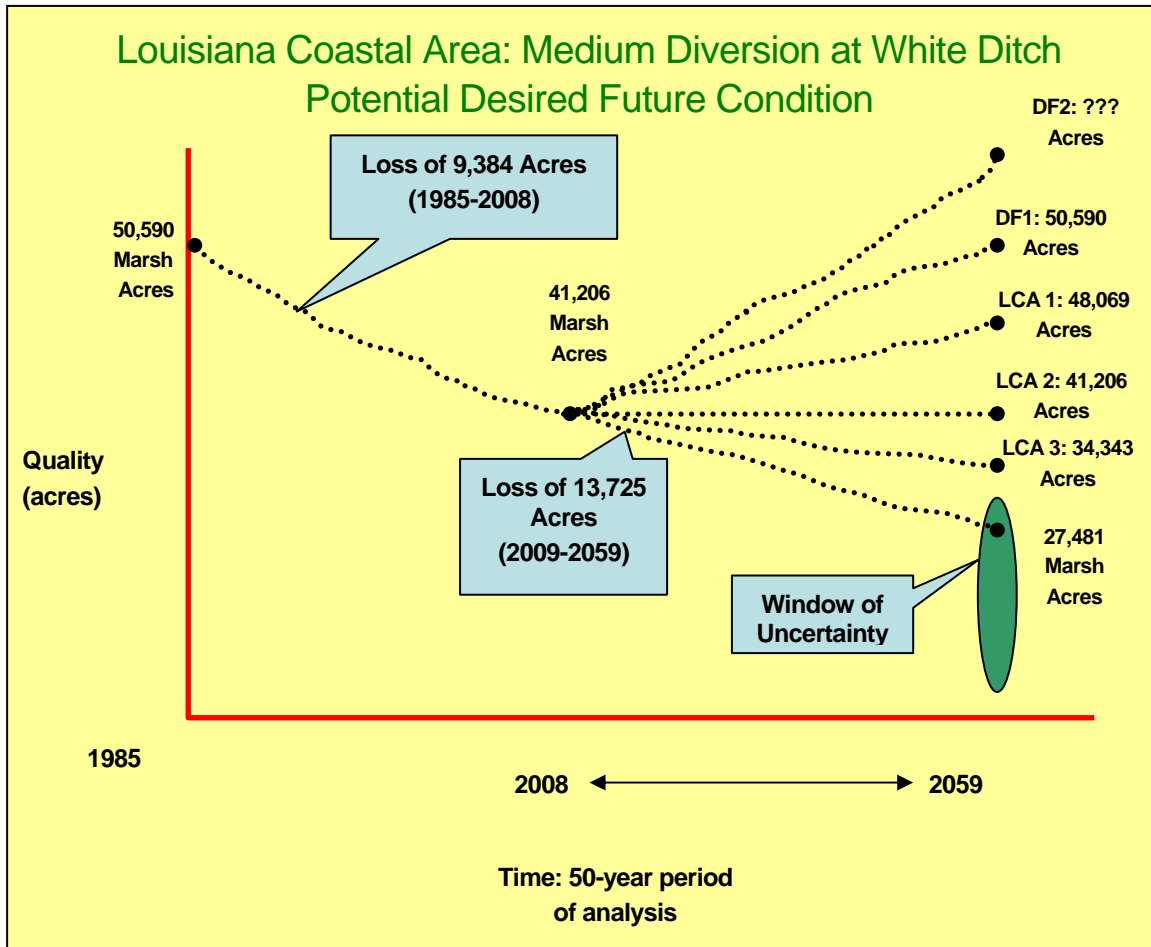 Louisiana Coastal Area: Medium Diversion at White Ditch
Potential Desired Future Condition
DF2: ???
Acres
Loss of 9,384 Acres
(1985-2008)
50,590
Marsh
Acres
DF1: 50,590
Acres
41,206
Marsh
Acres
LCA 1: 48,069
Acres
LCA 2: 41,206
Acres
LCA 3: 34,343
Acres
Quality
(acres)
Loss of 13,725
Acres
(2009-2059)
27,481
Marsh
Acres
Window of
Uncertainty
1985
2008
2059
Time: 50-year period
of analysis